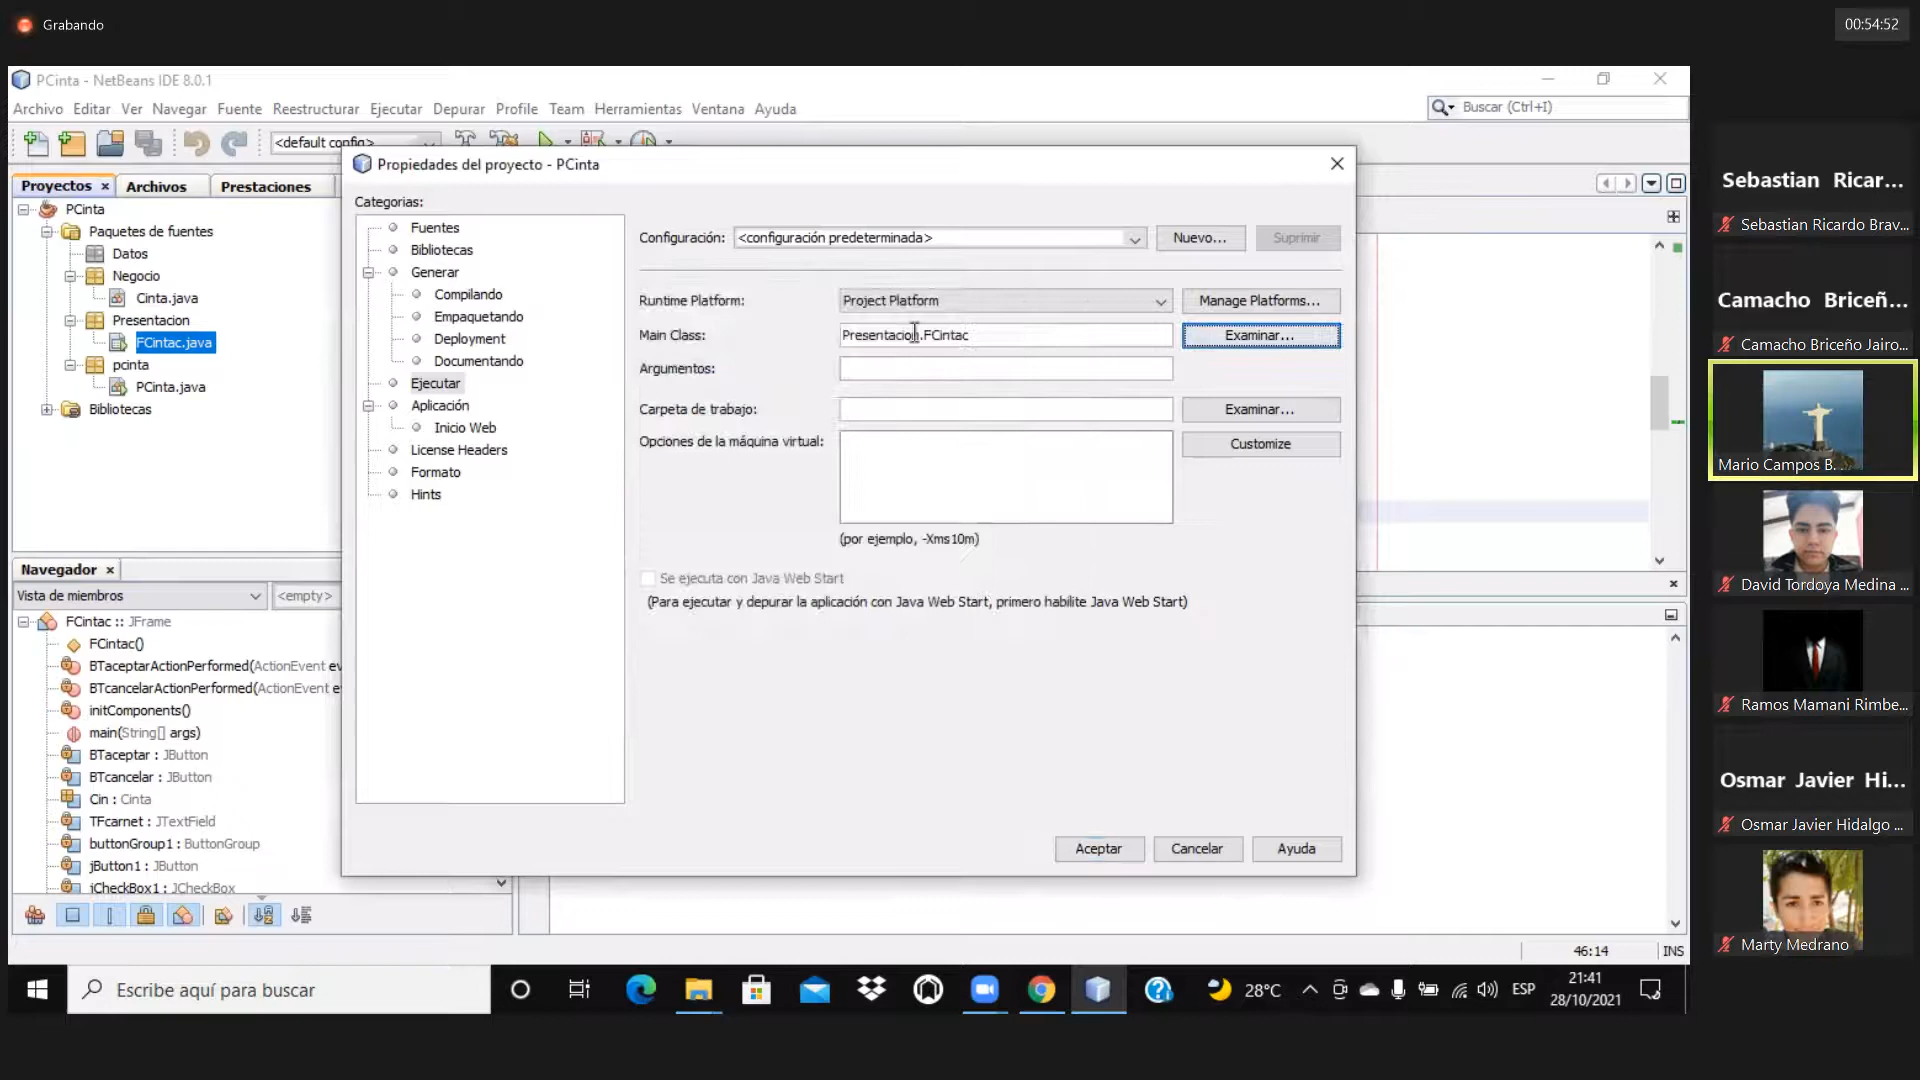 Grabando
00:54:52
PCinta - NetBeans IDE 8.0.1
Archivo Editar Ver Navegar Fuente Reestructurar Ejecutar Depurar Profile Team Herramientas Ventana Ayuda
Buscar (Ctrl+I)
<default config>
Proyectos
Archivos
Prestaciones
PCinta
Paquetes de fuentes
Datos
Negocio
Cinta.java
Presentacion
FCintac.java
pcinta
PCinta.java
Bibliotecas
Propiedades del proyecto - PCinta
Categorías:
Fuentes
Bibliotecas
Generar
Compilando
Empaquetando
Deployment
Documentando
Ejecutar
Aplicación
Inicio Web
License Headers
Formato
Hints
Configuración:
<configuración predeterminada>
Nuevo...
Suprimir
Runtime Platform:
Project Platform
Manage Platforms...
Main Class:
Presentacion.FCintac
Examinar...
Argumentos:
Carpeta de trabajo:
Examinar...
Opciones de la máquina virtual:
Customize
(por ejemplo, -Xms10m)
Se ejecuta con Java Web Start
(Para ejecutar y depurar la aplicación con Java Web Start, primero habilite Java Web Start)
Aceptar
Cancelar
Ayuda
Navegador
Vista de miembros
<empty>
FCintac :: JFrame
FCintac()
BTaceptarActionPerformed(ActionEvent ev
BTcancelarActionPerformed(ActionEvent e
initComponents()
main(String[] args)
BTaceptar : JButton
BTcancelar : JButton
Cin : Cinta
TFcarnet : JTextField
buttonGroup1 : ButtonGroup
jButton1 : JButton
jCheckBox1 : JCheckBox
46:14
INS
Sebastian Ricar...
Sebastian Ricardo Brav...
Camacho Briceñ...
Camacho Briceño Jairo...
Mario Campos B. ...
David Tordoya Medina ...
Ramos Mamani Rimbe...
Osmar Javier Hi...
Osmar Javier Hidalgo ...
Marty Medrano
Escribe aquí para buscar
28°C
ESP
21:41
28/10/2021